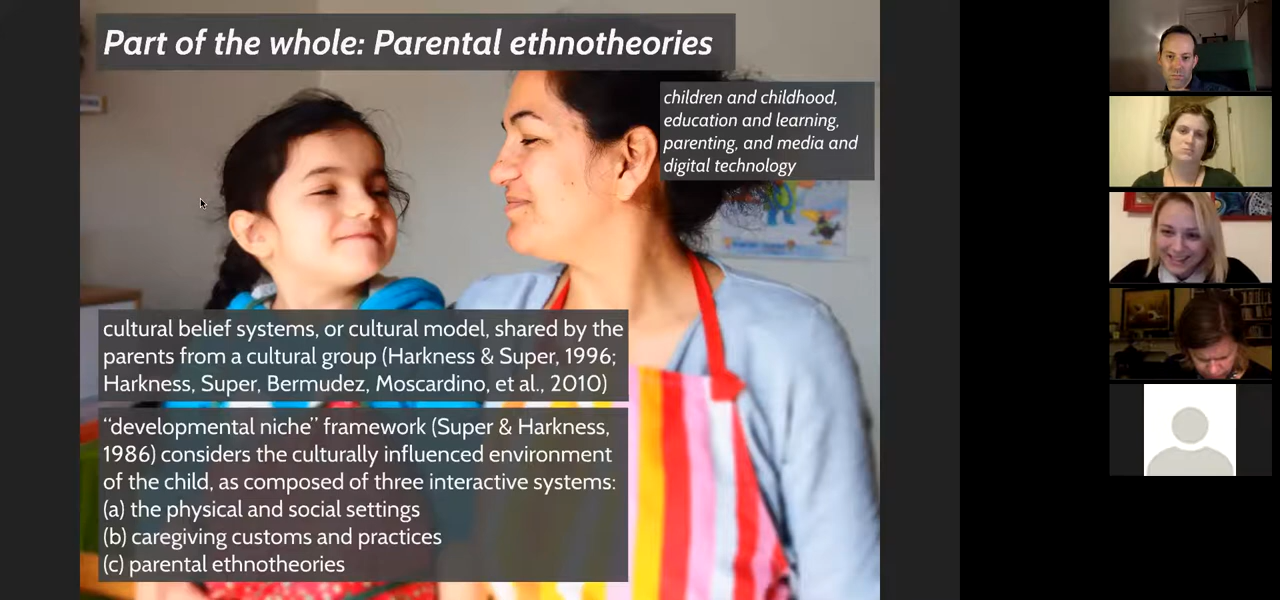 Part of the whole: Parental ethnotheories
children and childhood,
education and learning,
parenting, and media and
digital technology
cultural belief systems, or cultural model, shared by the
parents from a cultural group (Harkness & Super, 1996;
Harkness, Super, Bermudez, Moscardino, et al., 2010)
“developmental niche” framework (Super & Harkness,
1986) considers the culturally influenced environment
of the child, as composed of three interactive systems:
(a) the physical and social settings
(b) caregiving customs and practices
(c) parental ethnotheories